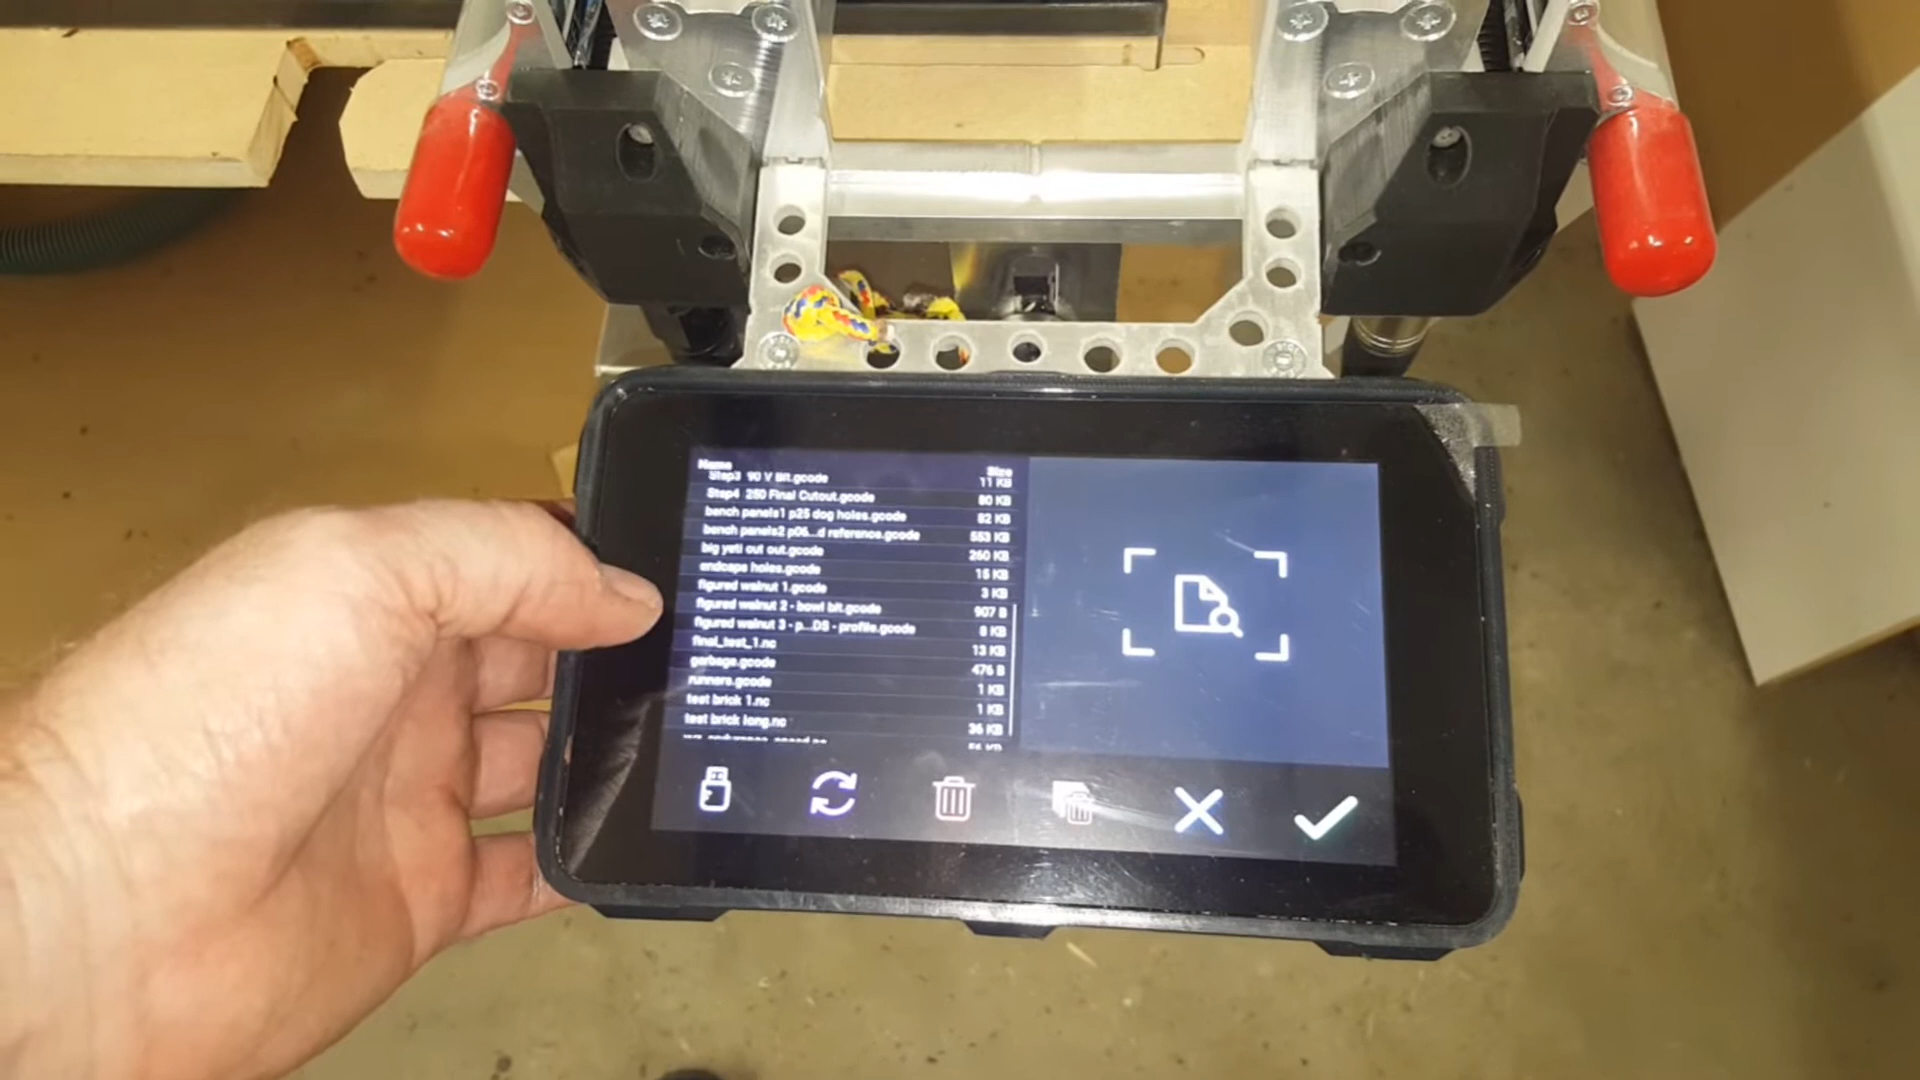 Name Size
Step3 90 V Bit.gcode 11 KB
Step4 250 Final Cutout.gcode 80 KB
bench panels1 p25 dog holes.gcode 82 KB
bench panels2 p06...d reference.gcode 553 KB
big yeti cut out.gcode 260 KB
endcaps holes.gcode 15 KB
figured walnut 1.gcode 3 KB
figured walnut 2 - bowl bit.gcode 907 B
figured walnut 3 - p...DS - profile.gcode 8 KB
final_test_1.nc 13 KB
garbage.gcode 476 B
runners.gcode 1 KB
test brick 1.nc 1 KB
test brick long.nc 36 KB